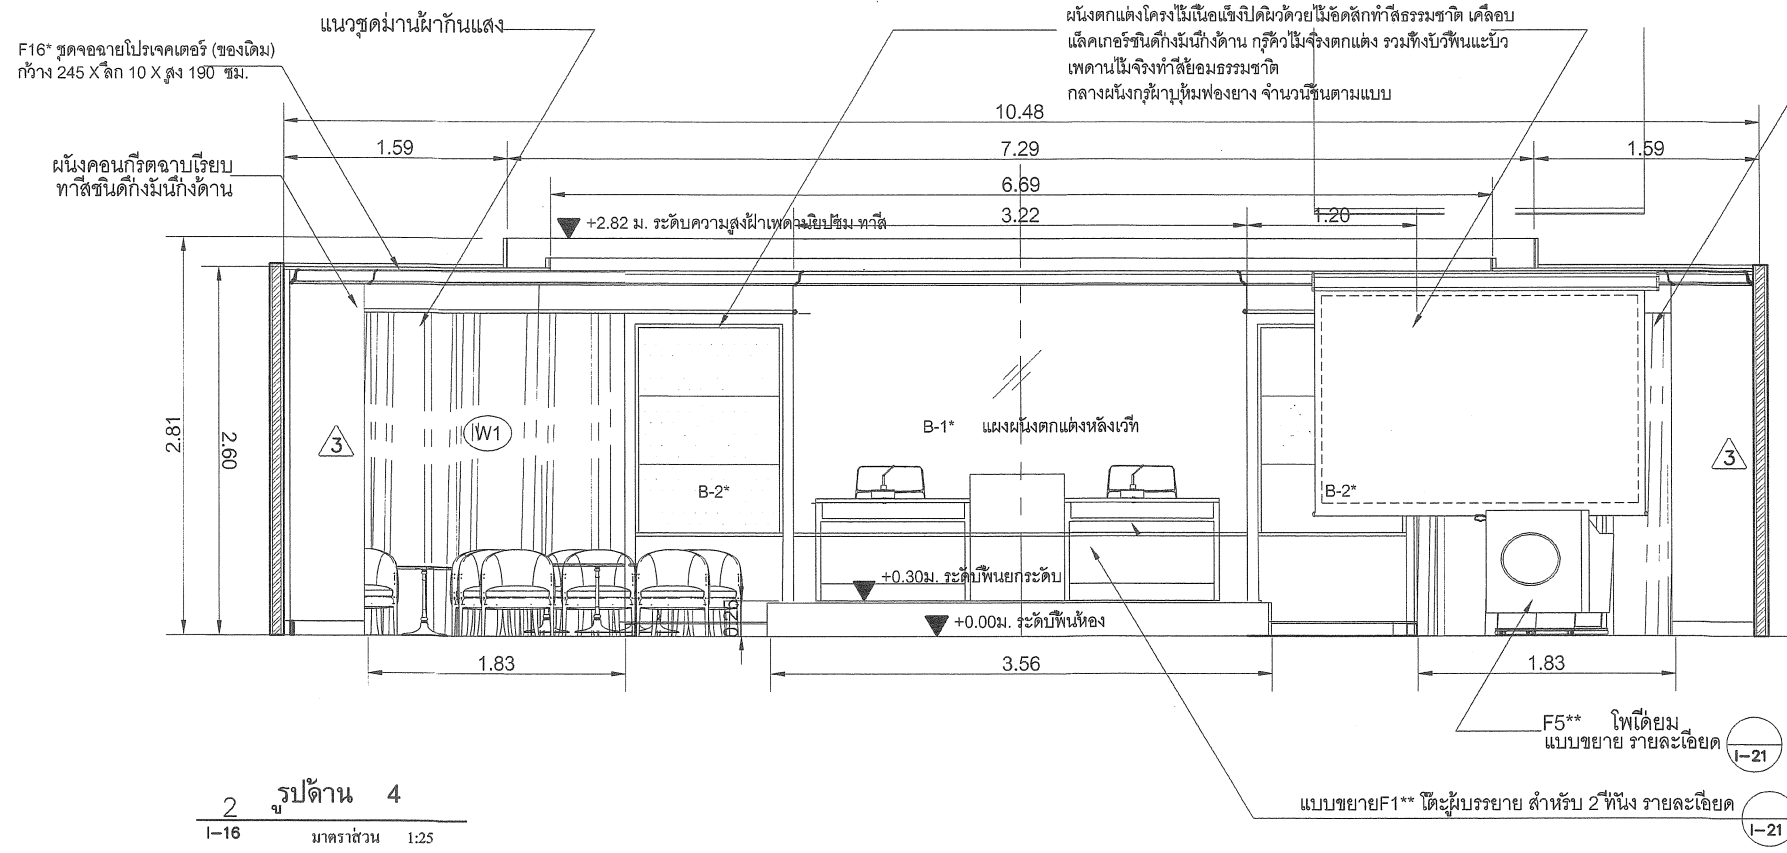 แนวชุดม่านผ้ากันแสง
F16* ชุดจอฉายโปรเจคเตอร์ (ของเดิม)
กว้าง 245 X ลึก 10 X สูง 190 ซม.
ผนังตกแต่งโครงไม้เนื้อแข็งปิดผิวด้วยไม้อัดสักทำสีธรรมชาติ เคลือบ
แล็คเกอร์ชนิดกึ่งมันกึ่งด้าน กรุคิ้วไม้จริงตกแต่ง รวมทั้งบัวพื้นและบัว
เพดานไม้จริงทำสีย้อมธรรมชาติ
กลางผนังกรุผ้าบุหุ้มฟองยาง จำนวนชิ้นตามแบบ
10.48
1.59
7.29
1.59
ผนังคอนกรีตฉาบเรียบ
ทาสีชนิดกึ่งมันกึ่งด้าน
6.69
+2.82 ม. ระดับความสูงฝ้าเพดานยิปซัม ทาสี
3.22
1.20
2.81
2.60
3
W1
B-2*
B-1* แผงผนังตกแต่งหลังเวที
B-2*
3
+0.30ม. ระดับพื้นยกระดับ
+0.00ม. ระดับพื้นห้อง
1.83
3.56
1.83
F5** โพเดี่ยม
แบบขยาย รายละเอียด
I-21
แบบขยายF1** โต๊ะผู้บรรยาย สำหรับ 2 ที่นั่ง รายละเอียด
I-21
2 รูปด้าน 4
I-16 มาตราส่วน 1:25